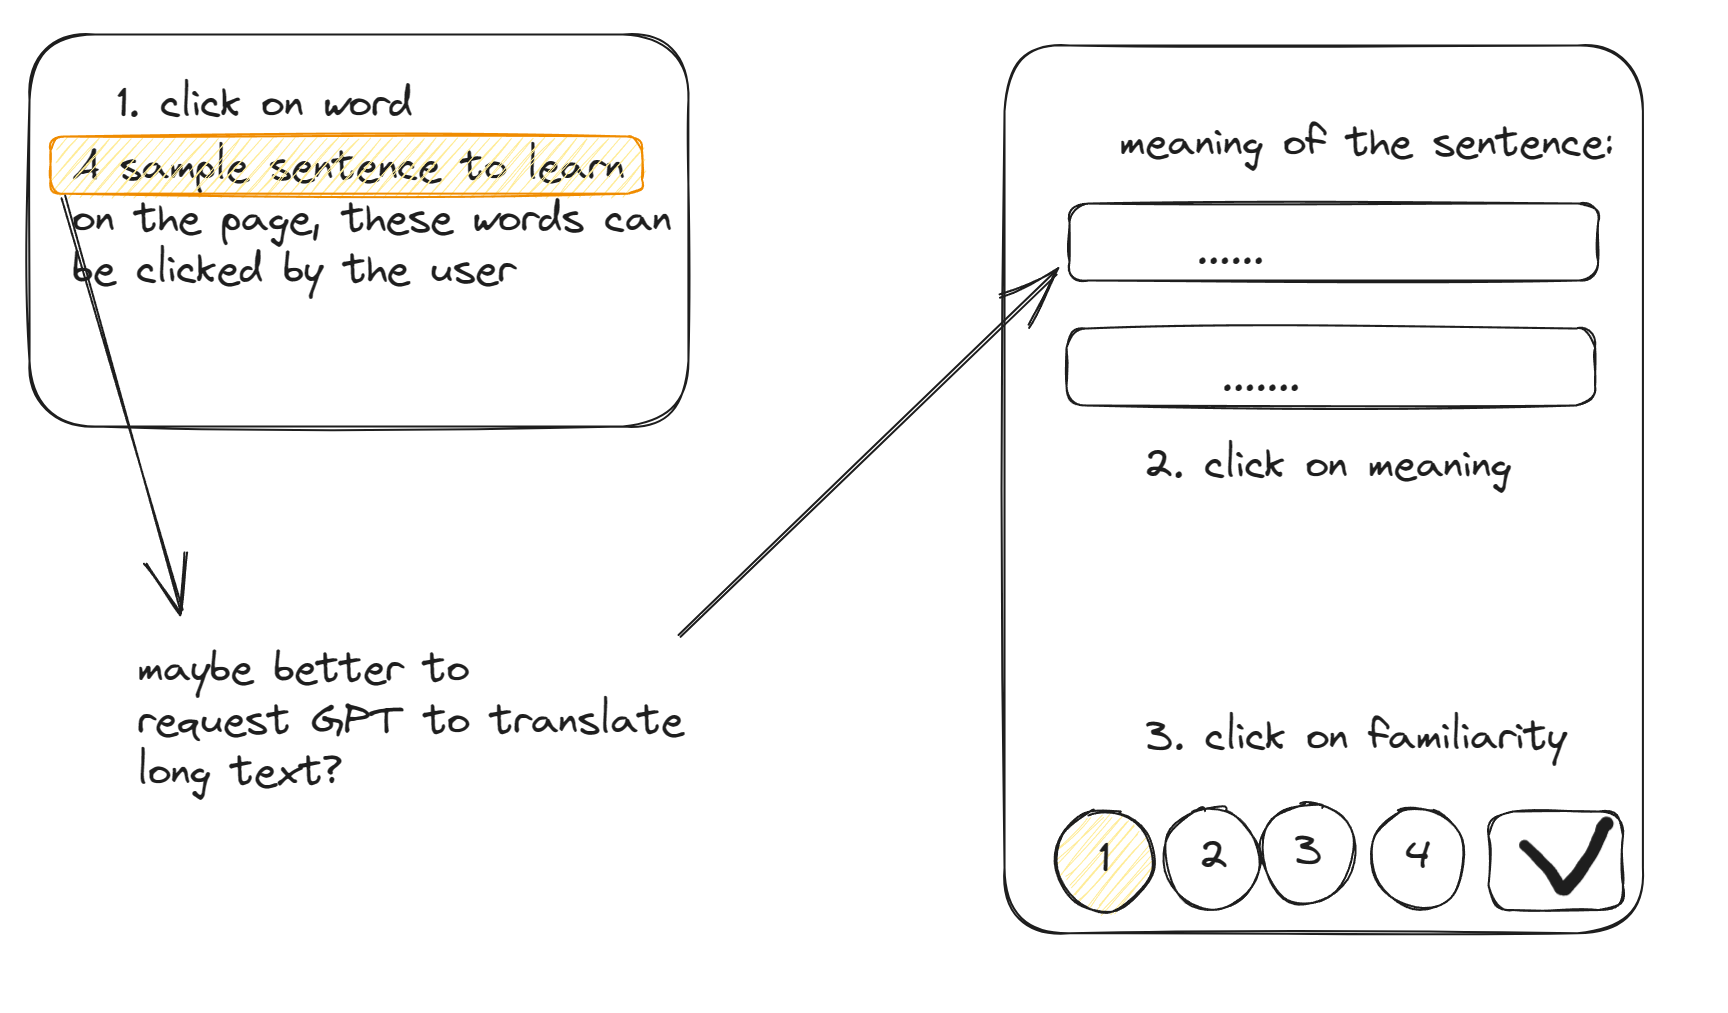 1. click on word
A sample sentence to learn
on the page, these words can
be clicked by the user
maybe better to
request GPT to translate
long text?
meaning of the sentence:
......
.......
2. click on meaning
3. click on familiarity
1 2 3 4